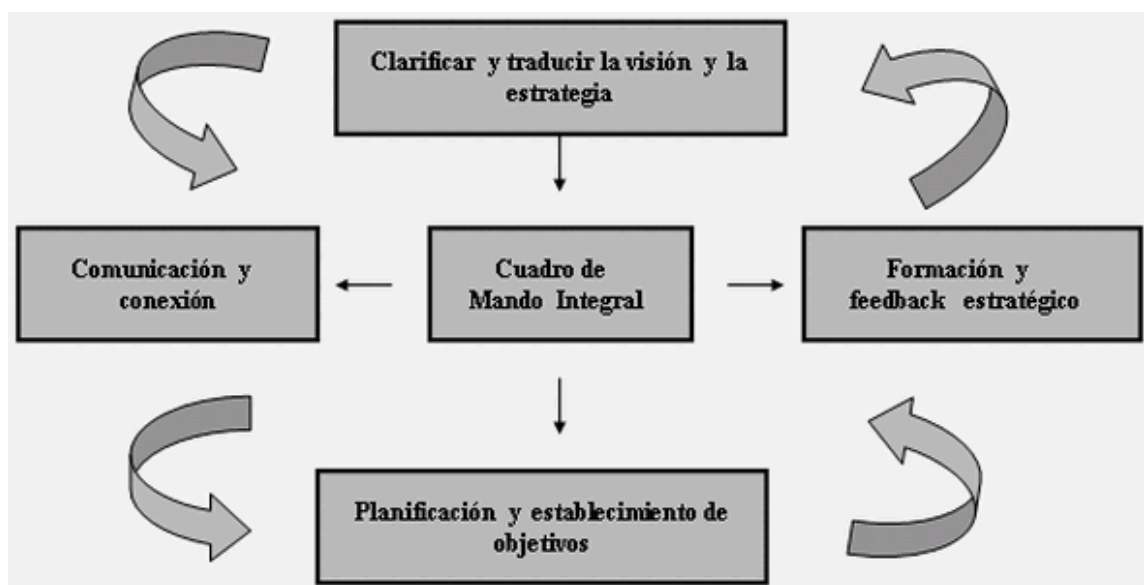 Clarificar y traducir la visión y la
estrategia
Comunicación y
conexión
Cuadro de
Mando Integral
Formación y
feedback estratégico
Planificación y establecimiento de
objetivos